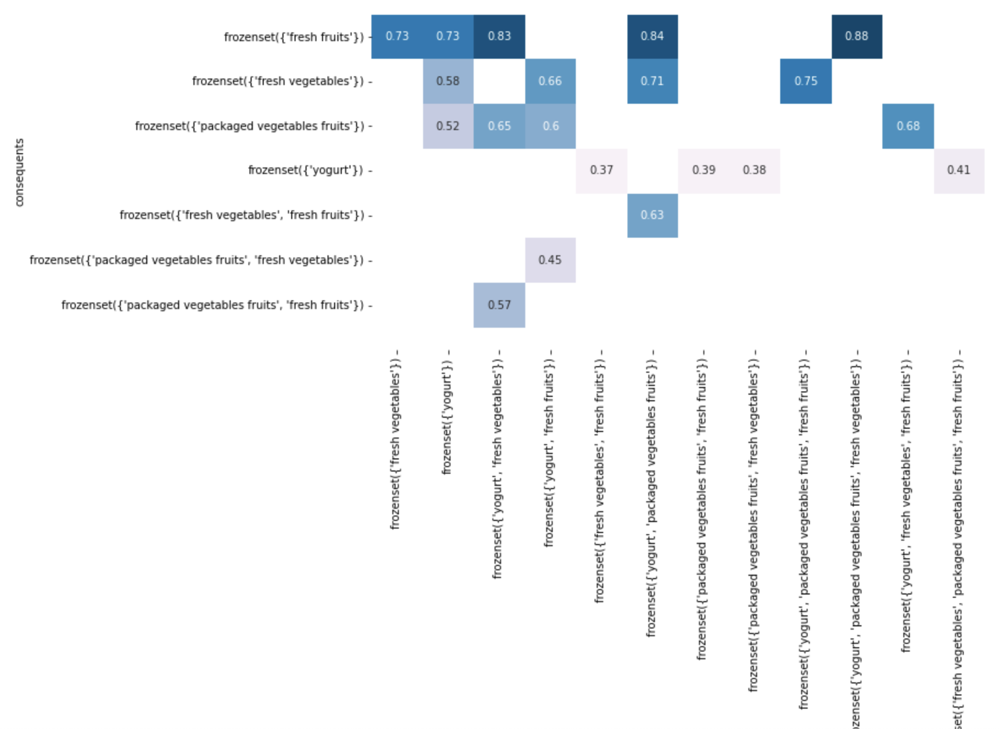 frozenset({'fresh fruits'}) -
0.73 0.73 0.83 0.84 0.88
frozenset({'fresh vegetables'}) -
0.58 0.66 0.71 0.75
frozenset({'packaged vegetables fruits'}) -
0.52 0.65 0.6 0.68
consequents
frozenset({'yogurt'}) -
0.37 0.39 0.38 0.41
frozenset({'fresh vegetables', 'fresh fruits'}) -
0.63
frozenset({'packaged vegetables fruits', 'fresh vegetables'}) -
0.45
frozenset({'packaged vegetables fruits', 'fresh fruits'}) -
0.57
frozenset({'fresh vegetables'}) -
frozenset({'yogurt'}) -
frozenset({'yogurt', 'fresh vegetables'}) -
frozenset({'yogurt', 'fresh fruits'}) -
frozenset({'fresh vegetables', 'fresh fruits'}) -
frozenset({'yogurt', 'packaged vegetables fruits'}) -
frozenset({'packaged vegetables fruits', 'fresh fruits'}) -
frozenset({'packaged vegetables fruits', 'fresh vegetables'}) -
frozenset({'yogurt', 'packaged vegetables fruits', 'fresh fruits'}) -
ozenset({'yogurt', 'packaged vegetables fruits', 'fresh vegetables'}) -
frozenset({'yogurt', 'fresh vegetables', 'fresh fruits'}) -
set({'fresh vegetables', 'packaged vegetables fruits', 'fresh fruits'}) -